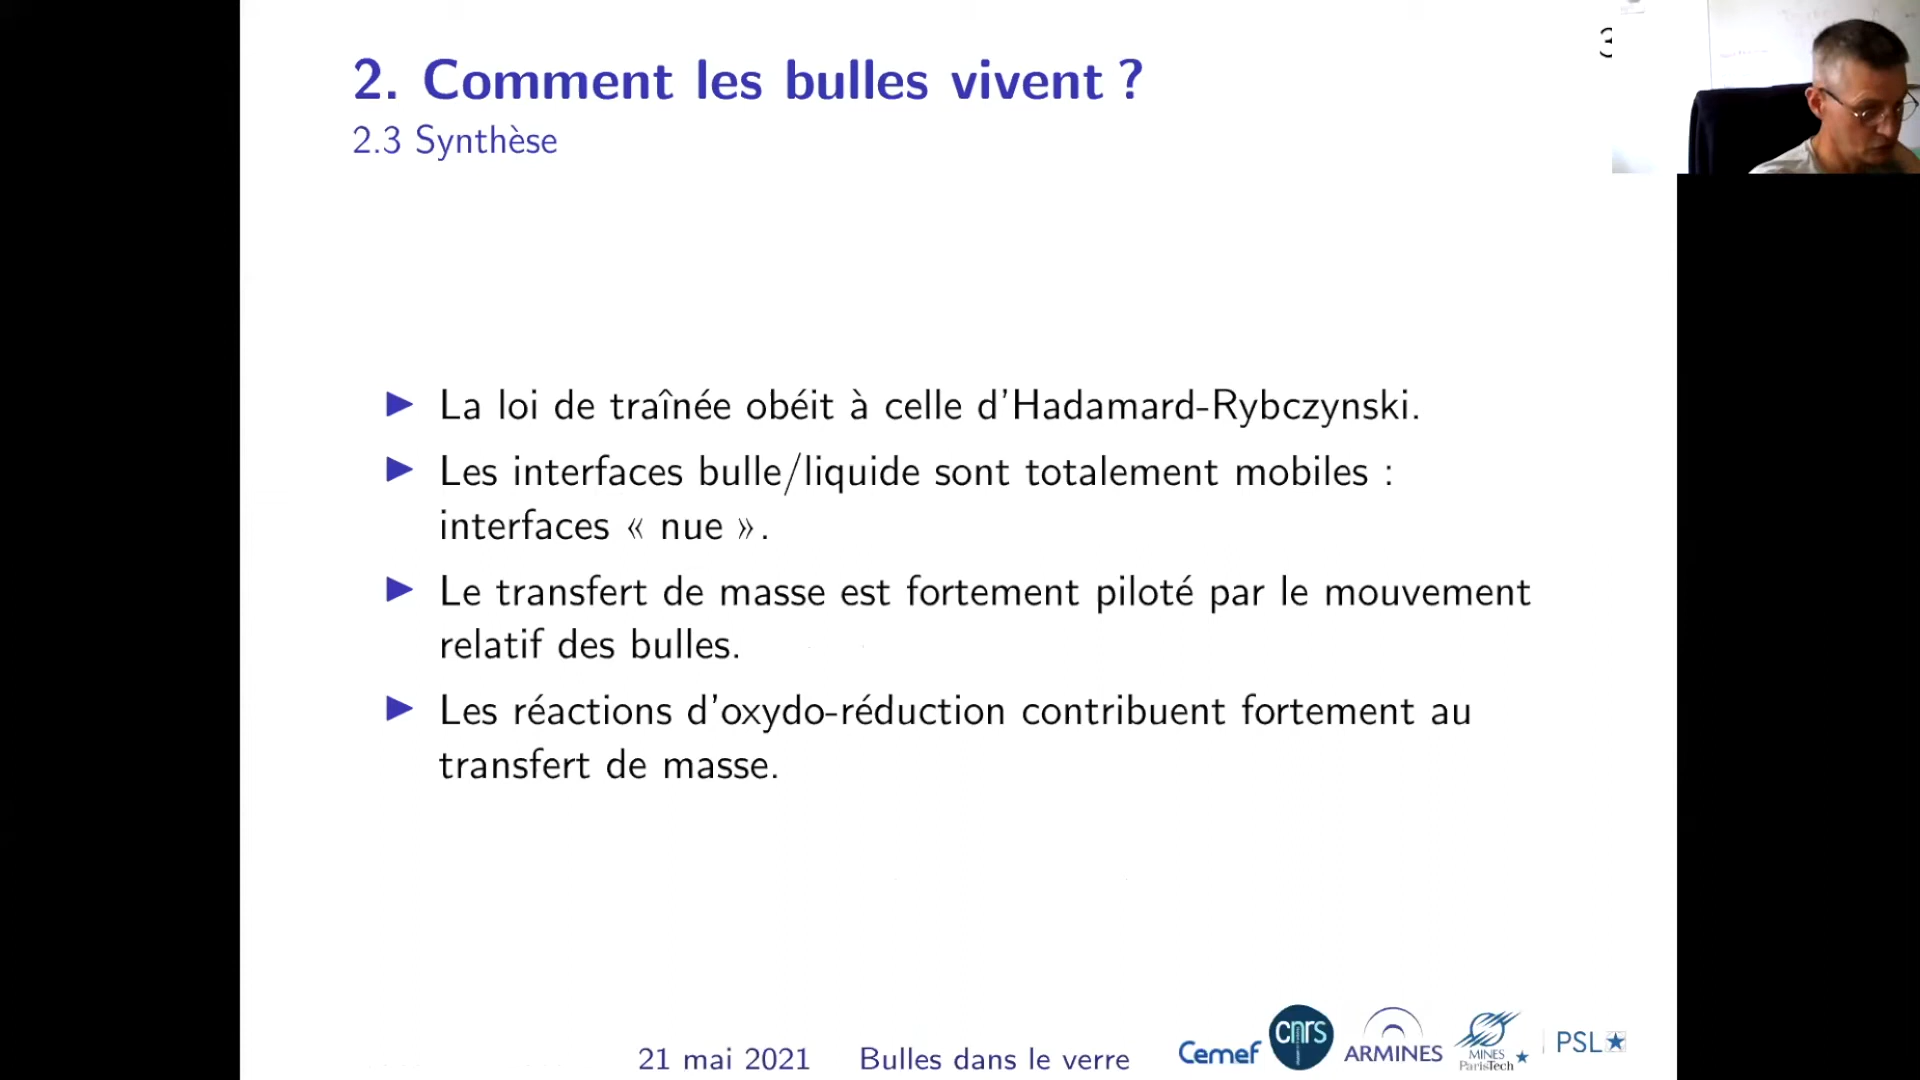 2. Comment les bulles vivent ?
2.3 Synthèse
3
La loi de traînée obéit à celle d'Hadamard-Rybczynski.
Les interfaces bulle/liquide sont totalement mobiles :
interfaces « nue ».
Le transfert de masse est fortement piloté par le mouvement
relatif des bulles.
Les réactions d'oxydo-réduction contribuent fortement au
transfert de masse.
21 mai 2021 Bulles dans le verre
Cemef
cnrs
ARMINES
MINES
ParisTech
PSL